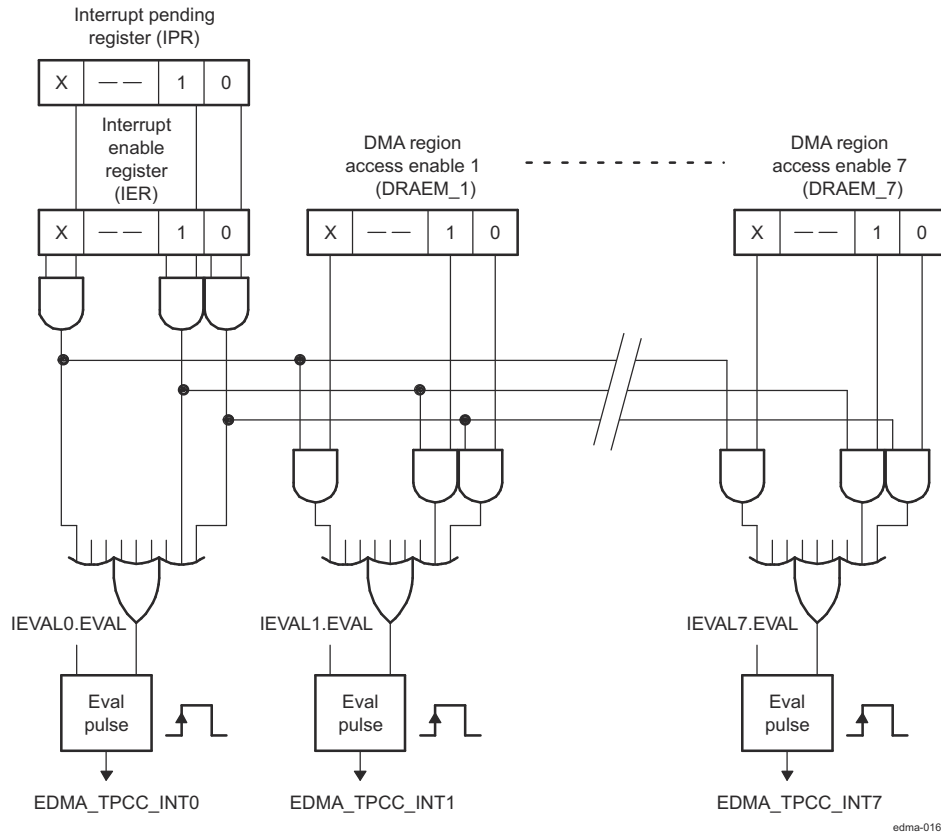 Interrupt pending
register (IPR)
X — — 1 0
Interrupt
enable
register
(IER)
X — — 1 0
DMA region
access enable 1
(DRAEM_1)
X — — 1 0
DMA region
access enable 7
(DRAEM_7)
X — — 1 0
IEVAL0.EVAL
IEVAL1.EVAL
IEVAL7.EVAL
Eval
pulse
Eval
pulse
Eval
pulse
EDMA_TPCC_INT0
EDMA_TPCC_INT1
EDMA_TPCC_INT7
edma-016